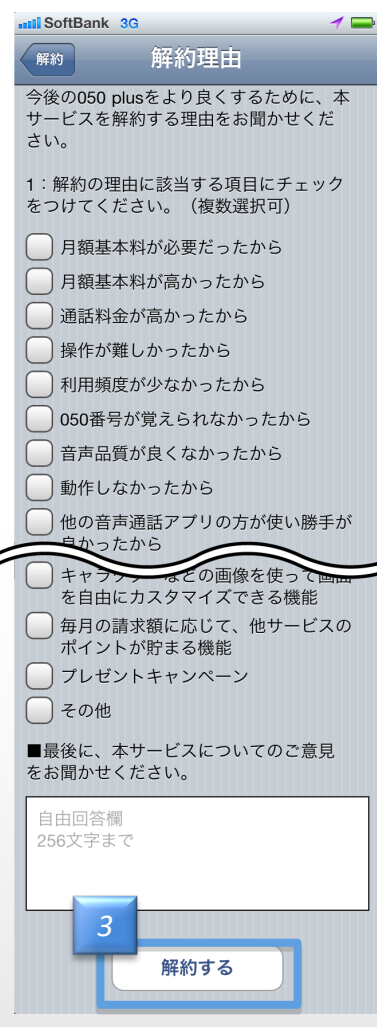 SoftBank 3G
解約
解約理由
今後の050 plusをより良くするために、本
サービスを解約する理由をお聞かせくだ
さい。
1：解約の理由に該当する項目にチェック
をつけてください。（複数選択可）
月額基本料が必要だったから
月額基本料が高かったから
通話料金が高かったから
操作が難しかったから
利用頻度が少なかったから
050番号が覚えられなかったから
音声品質が良くなかったから
動作しなかったから
他の音声通話アプリの方が使い勝手が
良かったから
キャラクターなどの画像を使って画面
を自由にカスタマイズできる機能
毎月の請求額に応じて、他サービスの
ポイントが貯まる機能
プレゼントキャンペーン
その他
■最後に、本サービスについてのご意見
をお聞かせください。
自由回答欄
256文字まで
3
解約する